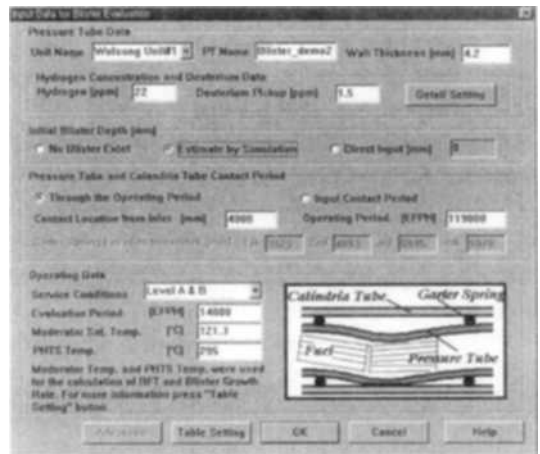 Input Data for Blister Evaluation
Pressure Tube Data
Unit Name Wolsung Unit#1 PT Name Blister_demo2 Wall Thickness [mm] 4.2
Hydrogen Concentration and Deuterium Data
Hydrogen [ppm] 22 Deuterium Pickup [ppm] 1.5 Detail Setting
Initial Blister Depth [mm]
No Blister Exist Estimate by Simulation Direct Input [mm]
Pressure Tube and Calandria Tube Contact Period
Through the Operating Period Input Contact Period
Contact Location from Inlet [mm] 4000 Operating Period [EFPH] 119000
Operating Data
Service Conditions Level A & B
Evaluation Period [EFPH] 14000
Moderator Sat. Temp. [°C] 121.3
PHTS Temp. [°C] 295
Moderator Temp. and PHTS Temp. were used
for the calculation of BFT and Blister Growth
Rate. For more information press "Table
Setting" button.
Calindria Tube Garter Spring
Fuel Pressure Tube
Table Setting OK Cancel Help